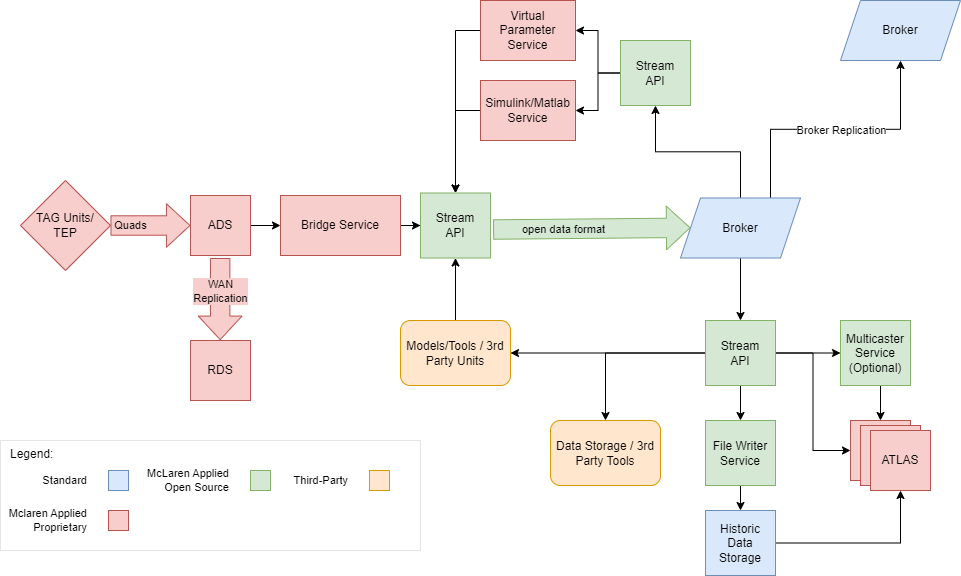 Virtual
Parameter
Service
Broker
Stream
API
Simulink/Matlab
Service
Broker Replication
TAG Units/
TEP
Quads
ADS
Bridge Service
Stream
API
open data format
Broker
WAN
Replication
RDS
Models/Tools / 3rd
Party Units
Stream
API
Multicaster
Service
(Optional)
Data Storage / 3rd
Party Tools
File Writer
Service
ATLAS
Historic
Data
Storage
Legend:
Standard
McLaren Applied
Open Source
Third-Party
Mclaren Applied
Proprietary